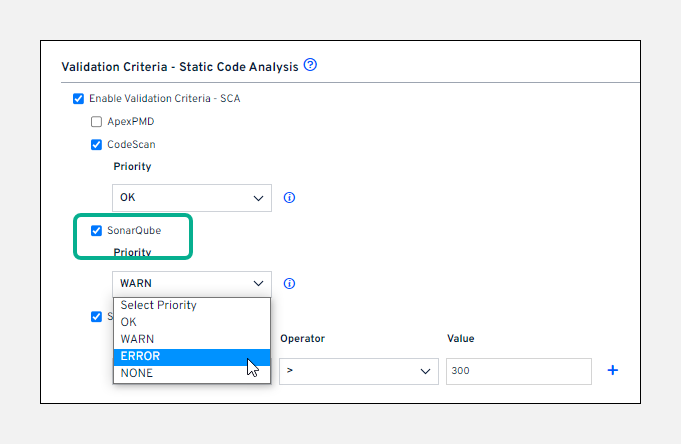 Validation Criteria - Static Code Analysis
Enable Validation Criteria - SCA
ApexPMD
CodeScan
Priority
OK
SonarQube
Priority
WARN
Select Priority
OK
WARN
ERROR
NONE
Operator
Value
>
300